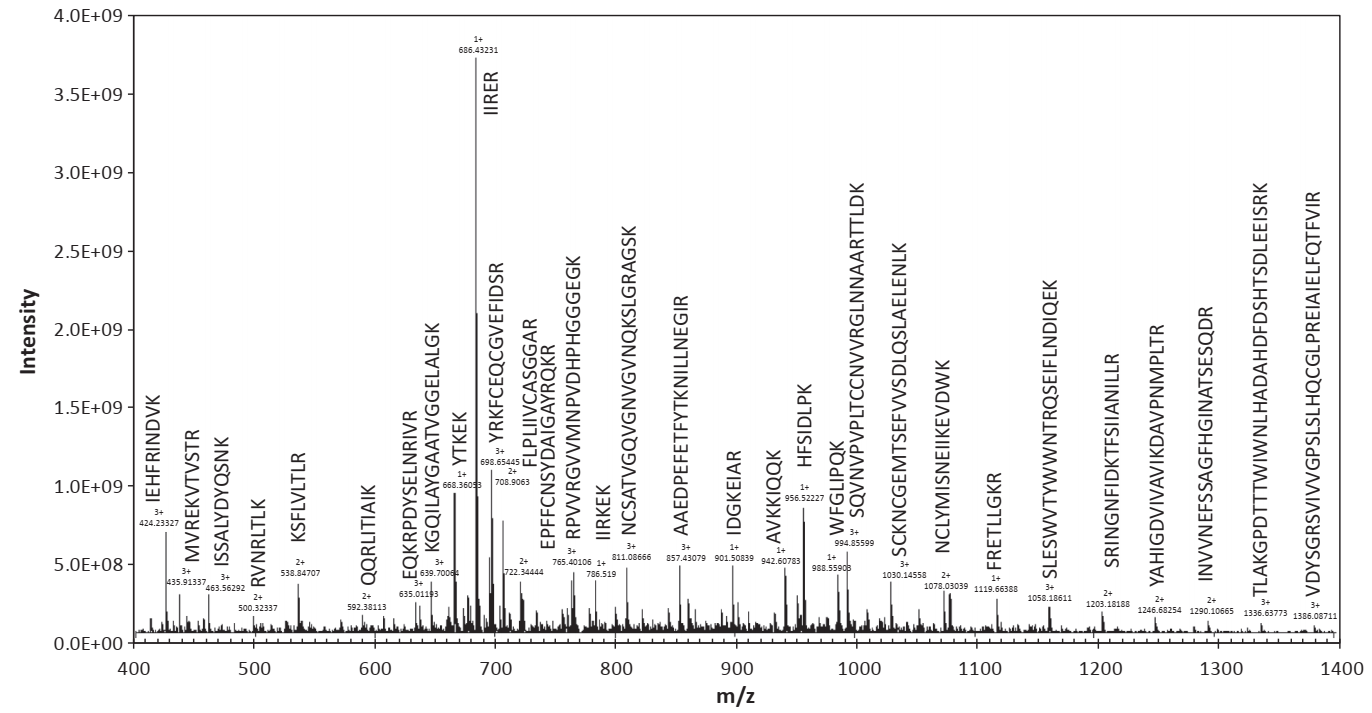 4.0E+09
3.5E+09
3.0E+09
2.5E+09
2.0E+09
1.5E+09
1.0E+09
5.0E+08
0.0E+00
Intensity
400
500
600
700
800
900
1000
1100
1200
1300
1400
m/z
IEHFRINDVK
3+
424.23327
MVREKVTVSTR
3+
435.91337
ISSALYDYQSNK
3+
463.56292
RVNRLTLK
2+
500.32337
KSFLVLTLR
2+
538.84707
QQRLITIAIK
2+
592.38113
EQKRPDYSELNRIVR
3+
635.01193
KGQILAYGAATVGGELALGK
3+
639.70064
YTKEK
1+
668.36053
1+
686.43231
IIRER
YRKFCEQCGVEFIDSR
3+
698.65445
2+
708.9063
FLPLIIVCASGGAR
2+
722.34444
EPFFCNSYDAIGAYRQKR
RPVVRGVVMNPVDHPHGGGEGK
3+
765.40106
IIRKEK
1+
786.519
NCSATVGQVGNVGVNQKSLGRAGSK
3+
811.08666
AAEDPEFETFYTKNILLNEGIR
3+
857.43079
IDGKEIAR
1+
901.50839
AVKKIQQK
1+
942.60783
HFSIDLPK
1+
956.52227
WFGLIPQK
1+
988.55903
SQVNVPVPLTCCNVVRGLNNAARTTLDK
3+
994.85599
SCKNCGEMTSEFVVSDLQSLAELENLK
3+
1030.14558
NCLYMISNEIIKEVDWK
2+
1078.03039
FRETLLGKR
1+
1119.66388
SLESWVTYWVWNTRQSEIFLNDIQEK
3+
1058.18611
SRINGNFIDKTFSIIANILLR
2+
1203.18188
YAHIGDVIVAVIKDAVPNMPLTR
2+
1246.68254
INVVNEFSSAGFHGINATSESQDR
2+
1290.10665
TLAKGPDTTTWIWNLHADAHDFDSHTSDLEEISRK
3+
1336.63773
VDYSGRSVIVVGPSLSLHQCGLPREIAIELFQTFVIR
3+
1386.08711